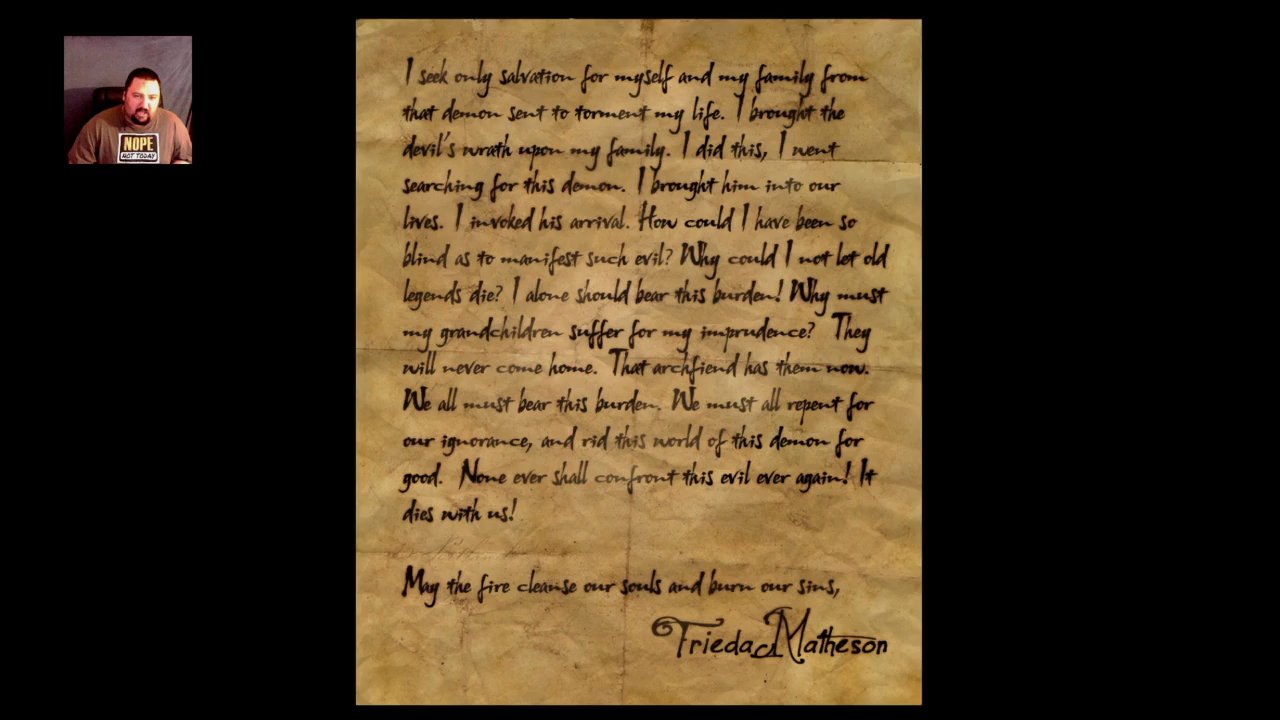 NOPE
NOT TODAY
I seek only salvation for myself and my family from
that demon sent to torment my life. I brought the
devil's wrath upon my family. I did this, I went
searching for this demon. I brought him into our
lives. I invoked his arrival. How could I have been so
blind as to manifest such evil? Why could I not let old
legends die? I alone should bear this burden! Why must
my grandchildren suffer for my imprudence? They
will never come home. That archfiend has them now.
We all must bear this burden. We must all repent for
our ignorance, and rid this world of this demon for
good. None ever shall confront this evil ever again! It
dies with us!
May the fire cleanse our souls and burn our sins,
Frieda Matheson